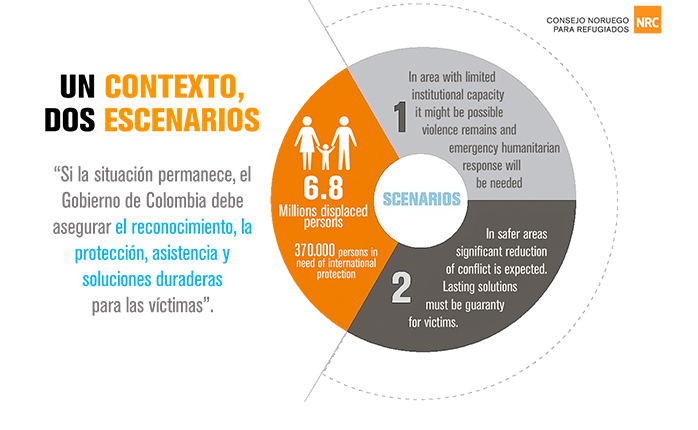 CONSEJO NORUEGO
PARA REFUGIADOS
NRC
UN CONTEXTO,
DOS ESCENARIOS
“Si la situación permanece, el
Gobierno de Colombia debe
asegurar el reconocimiento, la
protección, asistencia y
soluciones duraderas
para las víctimas”.
6.8
Millions displaced
persons
370.000 persons in
need of international
protection
SCENARIOS
1
In area with limited
institutional capacity
it might be possible
violence remains and
emergency humanitarian
response will
be needed
2
In safer areas
significant reduction
of conflict is expected.
Lasting solutions
must be guaranty
for victims.